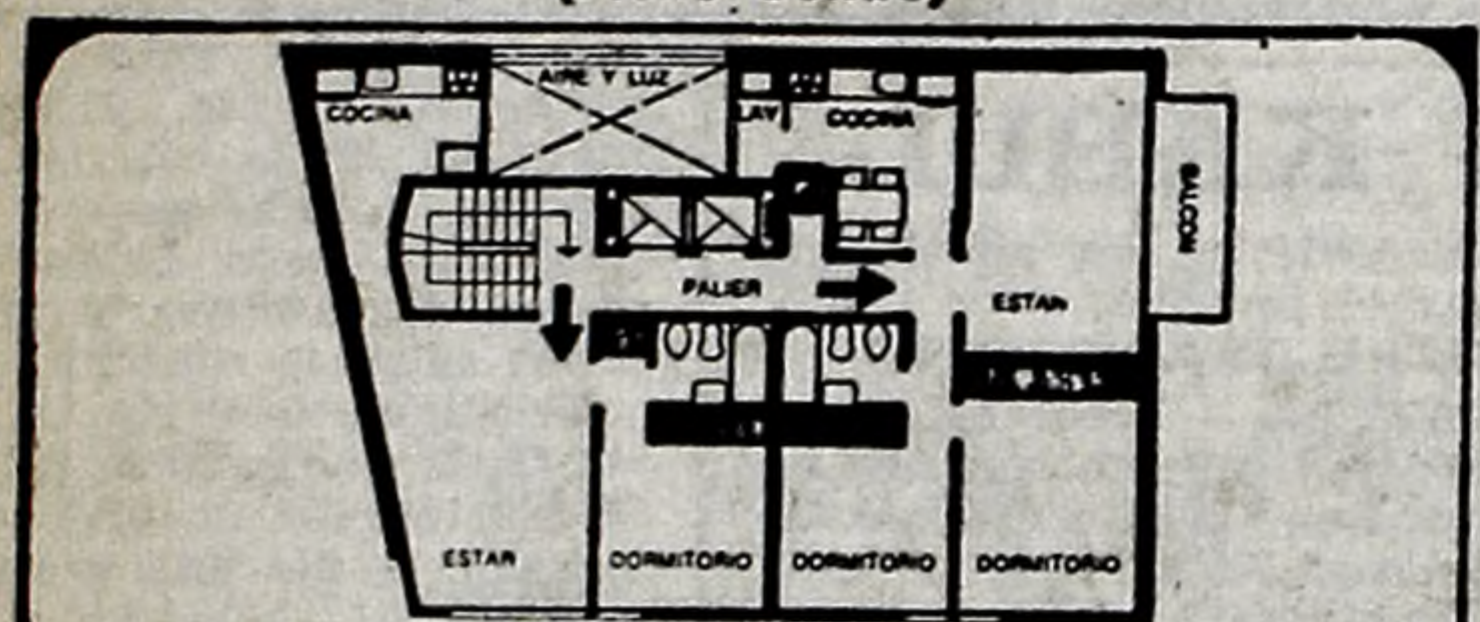 AIRE Y LUZ
COCINA
LAV
COCINA
BALCON
PALIER
ESTAR
ESTAR
DORMITORIO
DORMITORIO
DORMITORIO